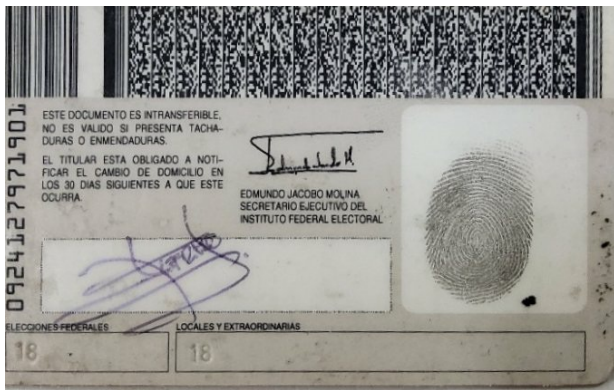 ESTE DOCUMENTO ES INTRANSFERIBLE,
NO ES VALIDO SI PRESENTA TACHA-
DURAS O ENMENDADURAS.
EL TITULAR ESTA OBLIGADO A NOTI-
FICAR EL CAMBIO DE DOMICILIO EN
LOS 30 DIAS SIGUIENTES A QUE ESTE
OCURRA.
EDMUNDO JACOBO MOLINA
SECRETARIO EJECUTIVO DEL
INSTITUTO FEDERAL ELECTORAL
0924127971901
ELECCIONES FEDERALES
LOCALES Y EXTRAORDINARIAS
18
18